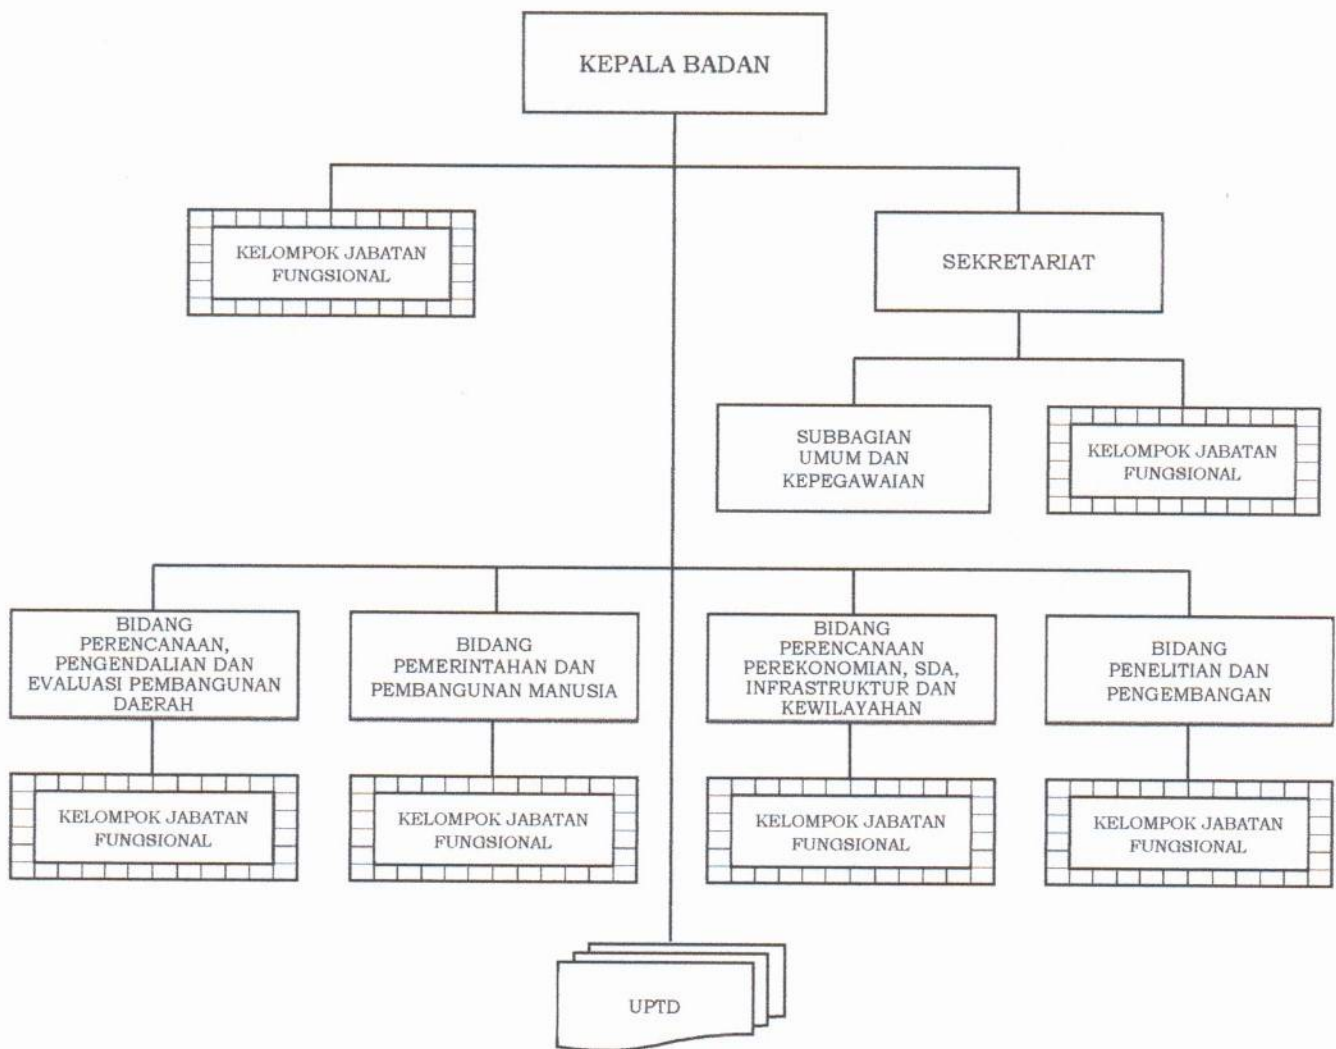 KEPALA BADAN
KELOMPOK JABATAN
FUNGSIONAL
SEKRETARIAT
SUBBAGIAN
UMUM DAN
KEPEGAWAIAN
KELOMPOK JABATAN
FUNGSIONAL
BIDANG
PERENCANAAN,
PENGENDALIAN DAN
EVALUASI PEMBANGUNAN
DAERAH
BIDANG
PEMERINTAHAN DAN
PEMBANGUNAN MANUSIA
BIDANG
PERENCANAAN
PEREKONOMIAN, SDA,
INFRASTRUKTUR DAN
KEWILAYAHAN
BIDANG
PENELITIAN DAN
PENGEMBANGAN
KELOMPOK JABATAN
FUNGSIONAL
KELOMPOK JABATAN
FUNGSIONAL
KELOMPOK JABATAN
FUNGSIONAL
KELOMPOK JABATAN
FUNGSIONAL
UPTD